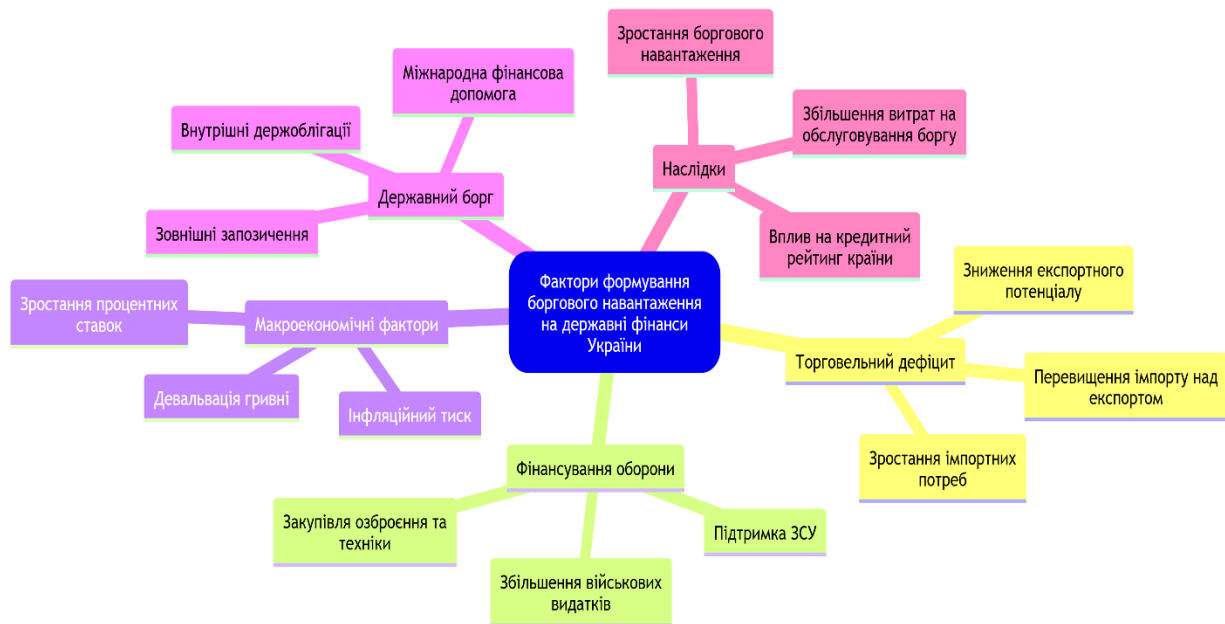 Зростання боргового
навантаження
Міжнародна фінансова
допомога
Збільшення витрат на
обслуговування боргу
Внутрішні держоблігації
Наслідки
Державний борг
Зовнішні запозичення
Вплив на кредитний
рейтинг країни
Фактори формування
боргового навантаження
на державні фінанси
України
Зниження експортного
потенціалу
Зростання процентних
ставок
Макроекономічні фактори
Торговельний дефіцит
Перевищення імпорту над
експортом
Девальвація гривні
Інфляційний тиск
Зростання імпортних
потреб
Фінансування оборони
Закупівля озброєння та
техніки
Підтримка ЗСУ
Збільшення військових
видатків